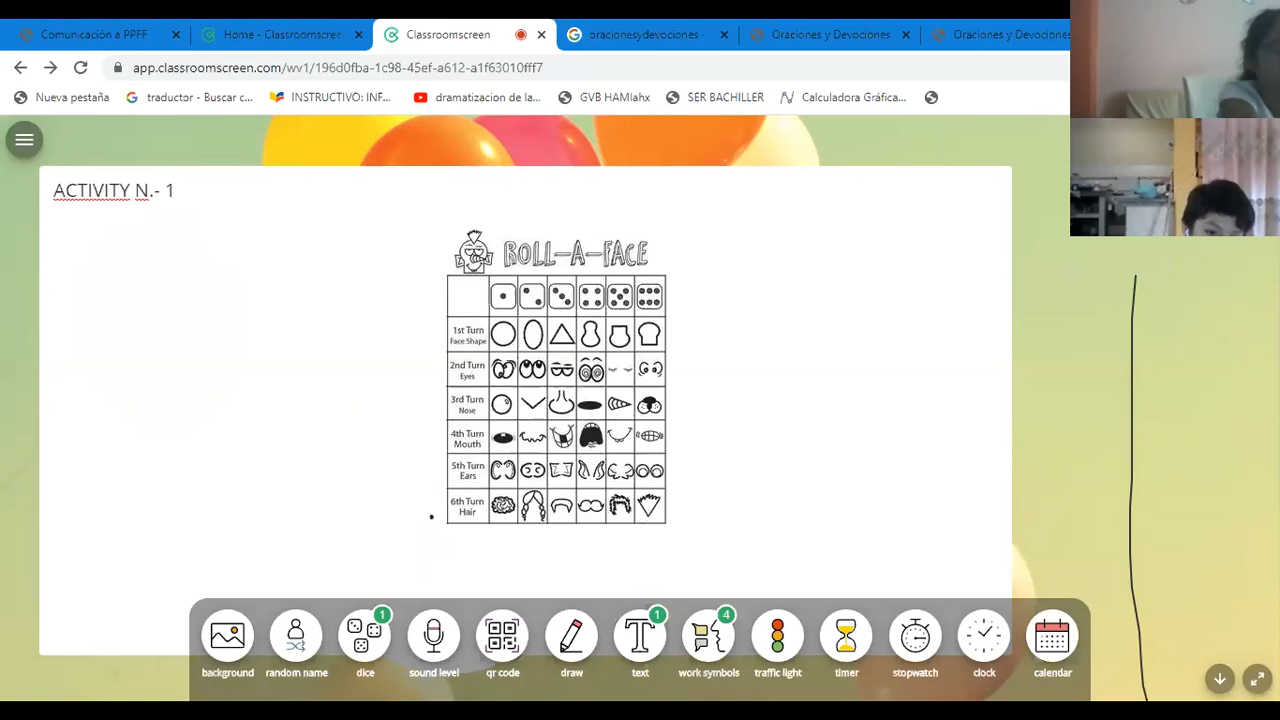 Comunicación a PPFF
Home - Classroomscree
Classroomscreen
oracionesydevociones -
Oraciones y Devociones
Oraciones y Devociones
app.classroomscreen.com/wv1/196d0fba-1c98-45ef-a612-a1f63010fff7
Nueva pestaña
traductor - Buscar c...
INSTRUCTIVO: INF...
dramatizacion de la...
GVB HAMlahx
SER BACHILLER
Calculadora Gráfica...
ACTIVITY N.- 1
ROLL-A-FACE
1st Turn
Face Shape
2nd Turn
Eyes
3rd Turn
Nose
4th Turn
Mouth
5th Turn
Ears
6th Turn
Hair
1
1
4
background
random name
dice
sound level
qr code
draw
text
work symbols
traffic light
timer
stopwatch
clock
calendar